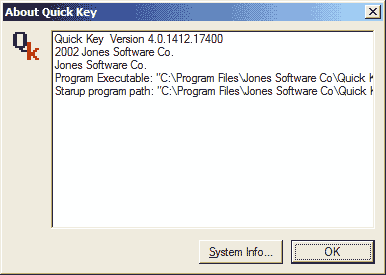 About Quick Key
Qk
Quick Key Version 4.0.1412.17400
2002 Jones Software Co.
Jones Software Co.
Program Executable: "C:\Program Files\Jones Software Co\Quick K
Starup program path: "C:\Program Files\Jones Software Co\Quick K
System Info...
OK